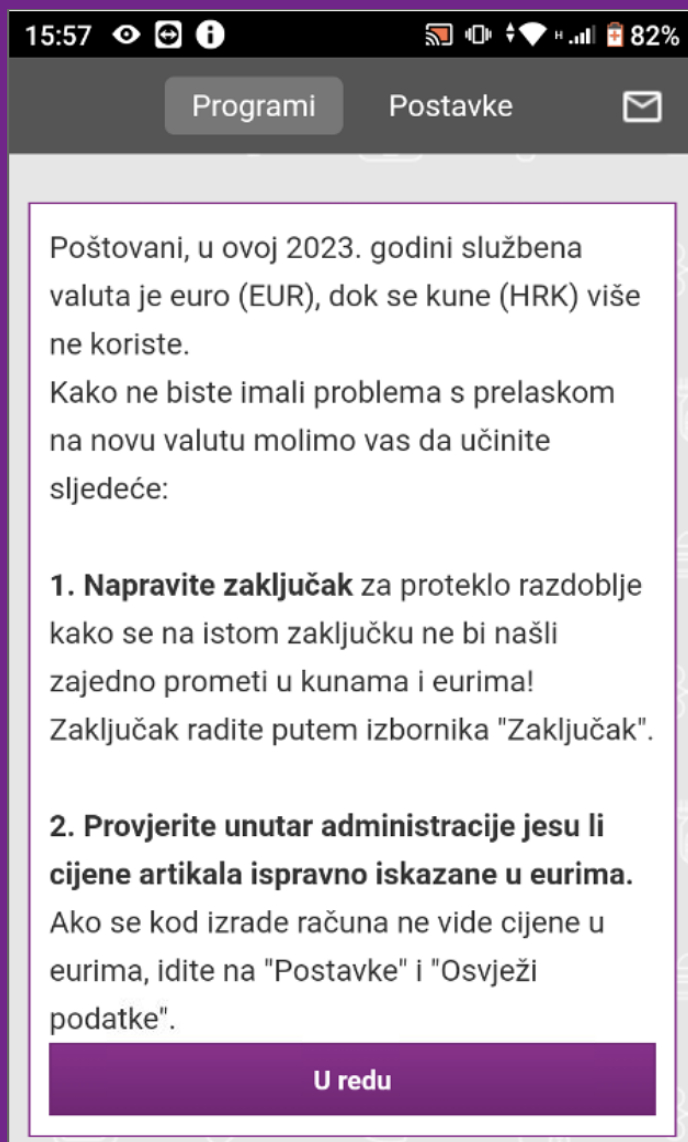 15:57 H 82%
Programi Postavke
Poštovani, u ovoj 2023. godini službena
valuta je euro (EUR), dok se kune (HRK) više
ne koriste.
Kako ne biste imali problema s prelaskom
na novu valutu molimo vas da učinite
sljedeće:
1. Napravite zaključak za proteklo razdoblje
kako se na istom zaključku ne bi našli
zajedno prometi u kunama i eurima!
Zaključak radite putem izbornika "Zaključak".
2. Provjerite unutar administracije jesu li
cijene artikala ispravno iskazane u eurima.
Ako se kod izrade računa ne vide cijene u
eurima, idite na "Postavke" i "Osvježi
podatke".
U redu